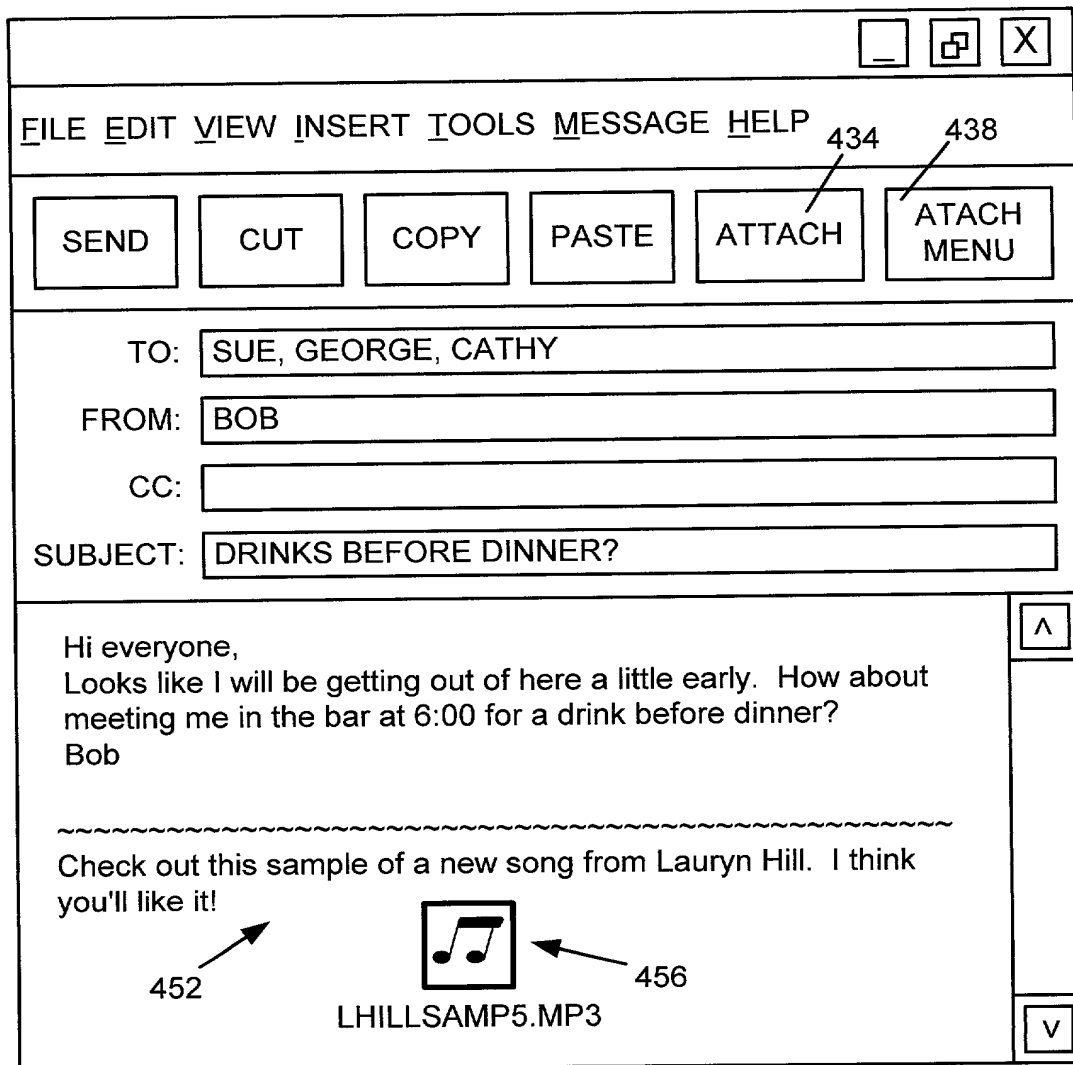 _ X
FILE EDIT VIEW INSERT TOOLS MESSAGE HELP
434 438
SEND CUT COPY PASTE ATTACH ATACH MENU
TO: SUE, GEORGE, CATHY
FROM: BOB
CC:
SUBJECT: DRINKS BEFORE DINNER?
Hi everyone,
Looks like I will be getting out of here a little early. How about
meeting me in the bar at 6:00 for a drink before dinner?
Bob
~~~~~~~~~~~~~~~~~~~~~~~~~~~~~~~~~~~~~~~~~~~~~~~~~~
Check out this sample of a new song from Lauryn Hill. I think
you'll like it!
452
456
LHILLSAMP5.MP3